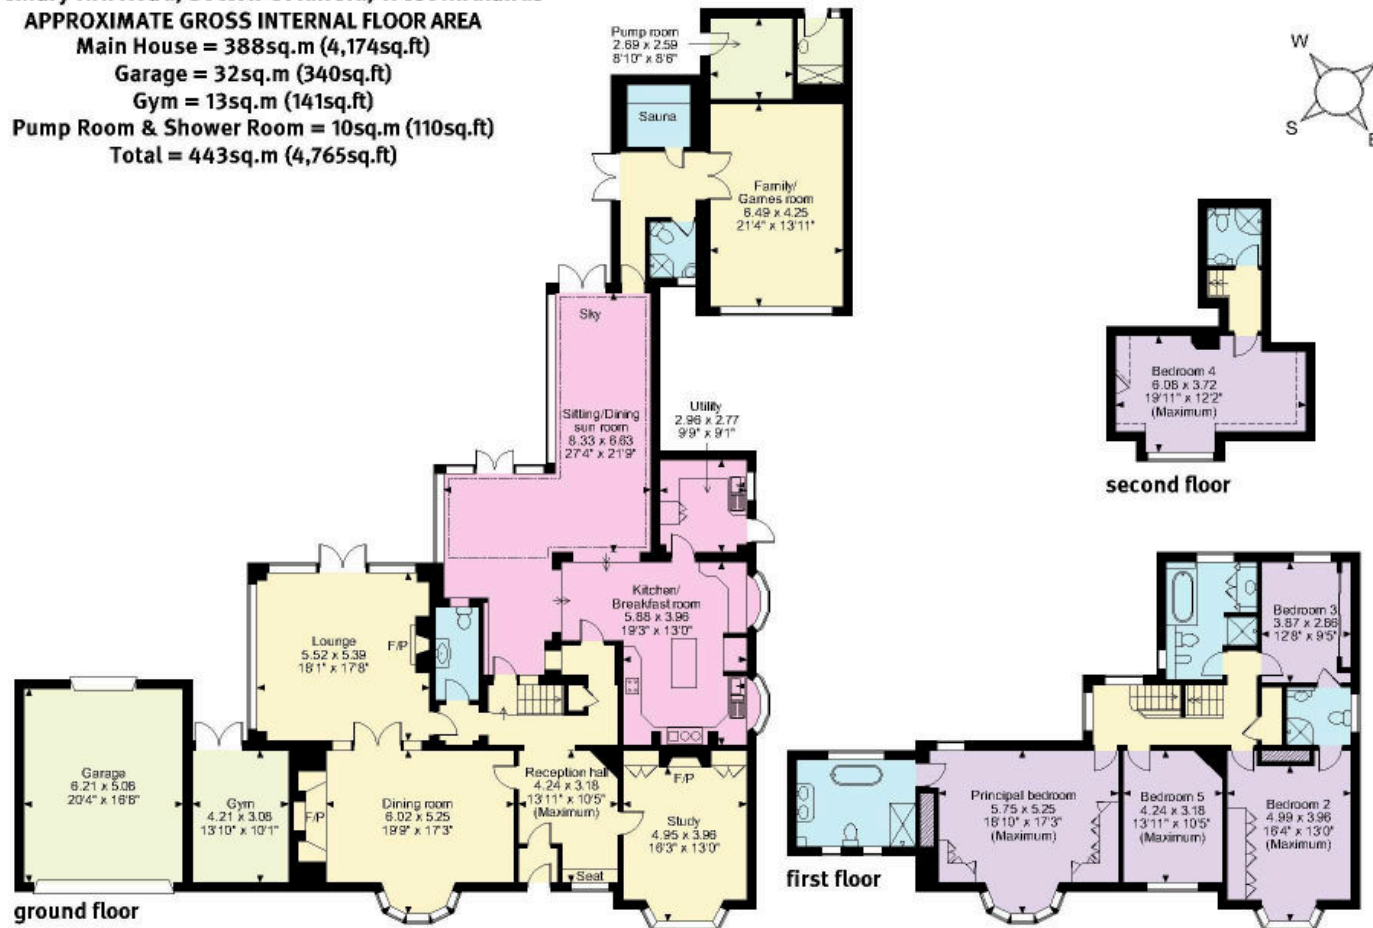 APPROXIMATE GROSS INTERNAL FLOOR AREA
Main House = 388sq.m (4,174sq.ft)
Garage = 32sq.m (340sq.ft)
Gym = 13sq.m (141sq.ft)
Pump Room & Shower Room = 10sq.m (110sq.ft)
Total = 443sq.m (4,765sq.ft)
Pump room
2.69 x 2.59
8'10" x 8'6"
W
S
E
Sauna
Family/
Games room
6.49 x 4.25
21'4" x 13'11"
Sky
Sitting/Dining
sun room
8.33 x 6.63
27'4" x 21'9"
Utility
2.96 x 2.77
9'9" x 9'1"
Bedroom 4
6.08 x 3.72
19'11" x 12'2"
(Maximum)
second floor
Lounge
5.52 x 5.39
18'1" x 17'8"
F/P
Kitchen/
Breakfast room
5.88 x 3.96
19'3" x 13'0"
Garage
6.21 x 5.06
20'4" x 16'8"
Gym
4.21 x 3.08
13'10" x 10'1"
F/P
Dining room
6.02 x 5.25
19'9" x 17'3"
Reception hall
4.24 x 3.18
13'11" x 10'5"
(Maximum)
Seat
F/P
Study
4.95 x 3.96
16'3" x 13'0"
ground floor
Bedroom 3
3.87 x 2.86
12'8" x 9'5"
Principal bedroom
5.75 x 5.25
18'10" x 17'3"
(Maximum)
Bedroom 5
4.24 x 3.18
13'11" x 10'5"
(Maximum)
Bedroom 2
4.99 x 3.96
16'4" x 13'0"
(Maximum)
first floor